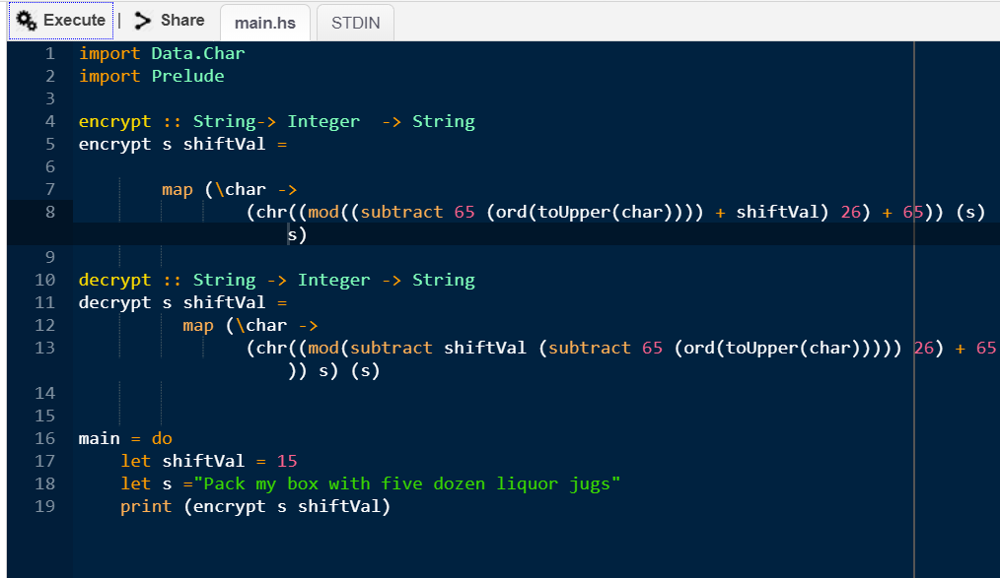 Execute | Share main.hs STDIN
1 import Data.Char
2 import Prelude
3
4 encrypt :: String-> Integer  -> String
5 encrypt s shiftVal =
6
7         map (\char ->
8                 (chr((mod((subtract 65 (ord(toUpper(char)))) + shiftVal) 26) + 65)) (s)
                    s)
9
10 decrypt :: String -> Integer -> String
11 decrypt s shiftVal =
12           map (\char ->
13                 (chr((mod(subtract shiftVal (subtract 65 (ord(toUpper(char))))) 26) + 65
                    )) s) (s)
14
15
16 main = do
17     let shiftVal = 15
18     let s ="Pack my box with five dozen liquor jugs"
19     print (encrypt s shiftVal)